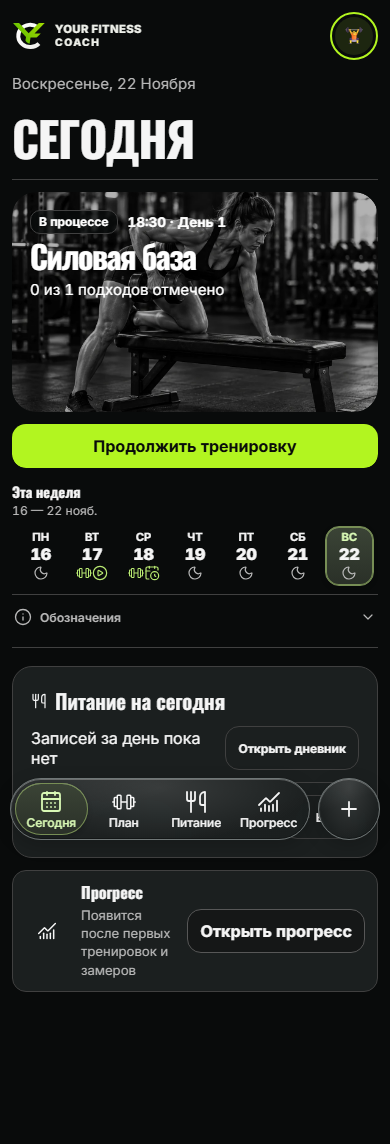 YOUR FITNESS
COACH
Воскресенье, 22 Ноября
СЕГОДНЯ
В процессе 18:30 · День 1
Силовая база
0 из 1 подходов отмечено
Продолжить тренировку
Эта неделя
16 — 22 нояб.
ПН ВТ СР ЧТ ПТ СБ ВС
16 17 18 19 20 21 22
Обозначения
Питание на сегодня
Записей за день пока
нет
Открыть дневник
Сегодня План Питание Прогресс
Прогресс
Появится
после первых
тренировок и
замеров
Открыть прогресс